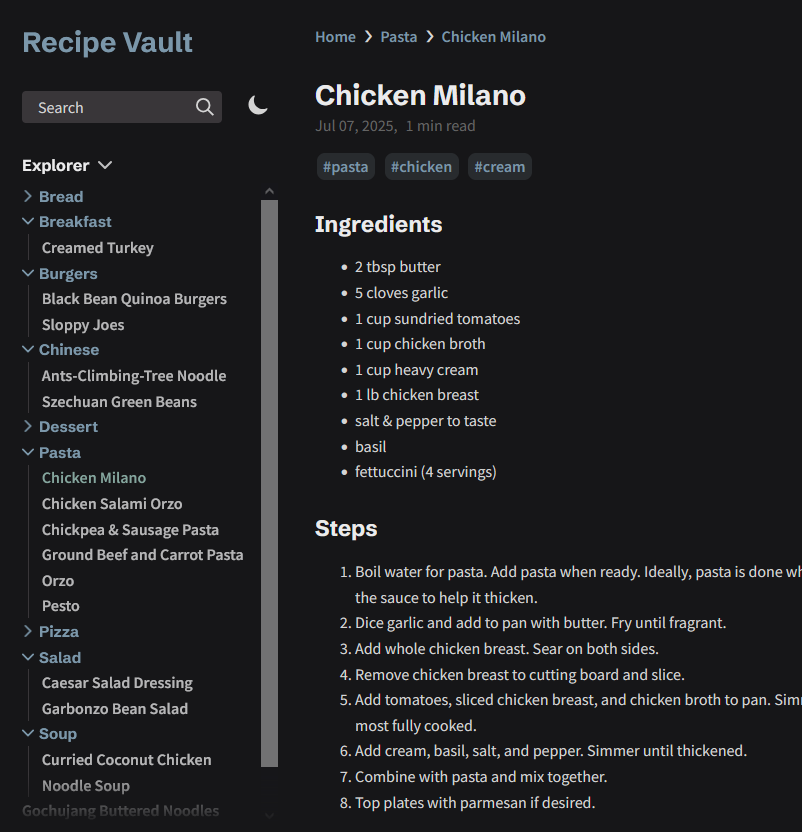 Recipe Vault
Search
Explorer
Bread
Breakfast
Creamed Turkey
Burgers
Black Bean Quinoa Burgers
Sloppy Joes
Chinese
Ants-Climbing-Tree Noodle
Szechuan Green Beans
Dessert
Pasta
Chicken Milano
Chicken Salami Orzo
Chickpea & Sausage Pasta
Ground Beef and Carrot Pasta
Orzo
Pesto
Pizza
Salad
Caesar Salad Dressing
Garbonzo Bean Salad
Soup
Curried Coconut Chicken
Noodle Soup
Gochujang Buttered Noodles
Home > Pasta > Chicken Milano
Chicken Milano
Jul 07, 2025, 1 min read
#pasta #chicken #cream
Ingredients
• 2 tbsp butter
• 5 cloves garlic
• 1 cup sundried tomatoes
• 1 cup chicken broth
• 1 cup heavy cream
• 1 lb chicken breast
• salt & pepper to taste
• basil
• fettuccini (4 servings)
Steps
1. Boil water for pasta. Add pasta when ready. Ideally, pasta is done
the sauce to help it thicken.
2. Dice garlic and add to pan with butter. Fry until fragrant.
3. Add whole chicken breast. Sear on both sides.
4. Remove chicken breast to cutting board and slice.
5. Add tomatoes, sliced chicken breast, and chicken broth to pan.
most fully cooked.
6. Add cream, basil, salt, and pepper. Simmer until thickened.
7. Combine with pasta and mix together.
8. Top plates with parmesan if desired.